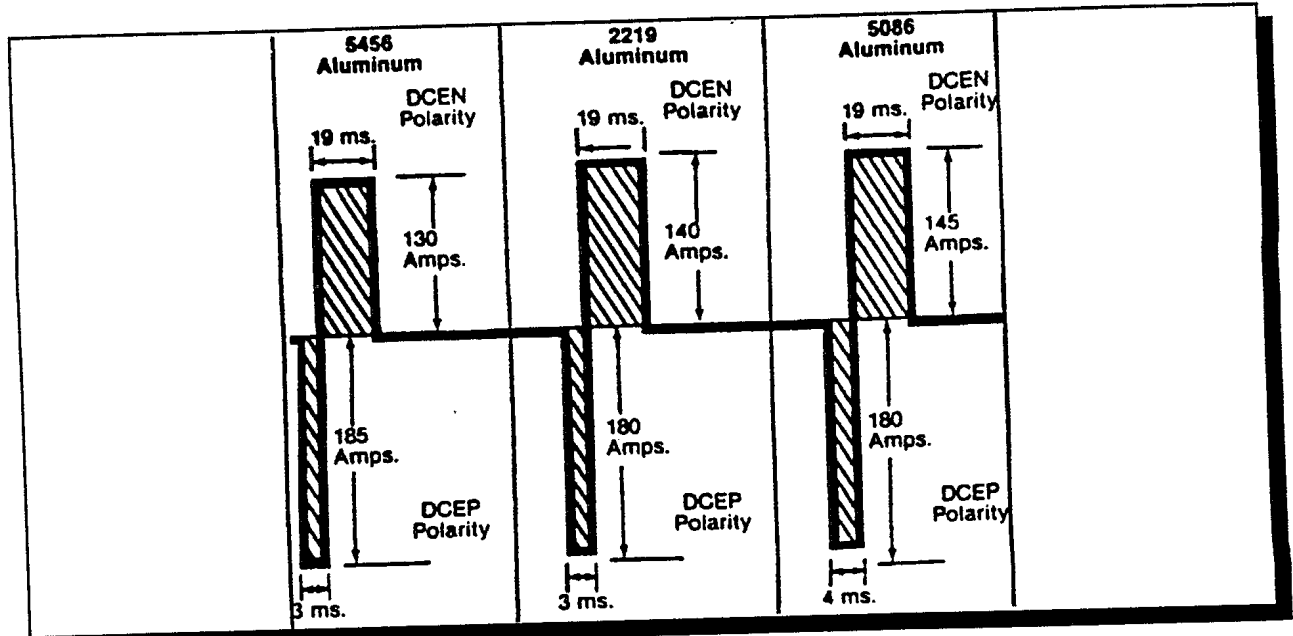 5456
Aluminum
DCEN
Polarity
19 ms.
130
Amps.
185
Amps.
DCEP
Polarity
3 ms.
2219
Aluminum
DCEN
Polarity
19 ms.
140
Amps.
180
Amps.
DCEP
Polarity
3 ms.
5086
Aluminum
DCEN
Polarity
19 ms.
145
Amps.
180
Amps.
DCEP
Polarity
4 ms.